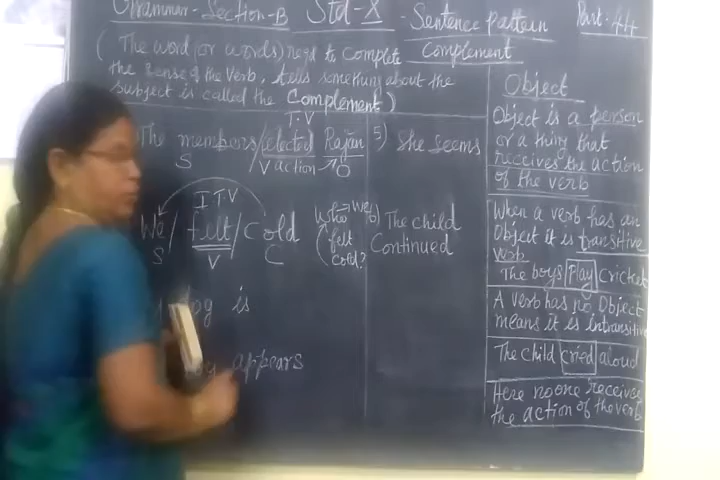 Grammar - Section-B Std-X - Sentence pattern Part-44
Complement
( The word (or words) reqd to complete
the sense of the verb, tells something about the
subject is called the Complement )
T.V
The members/elected Rajan
S V action → O
I T V
We / felt / Cold
S V C
Who → We
( felt
cold?
dog is
appears
5) She seems
6) The child
Continued
Object
Object is a person
or a thing that
receives the action
of the verb
When a verb has an
Object it is transitive
verb
The boys play cricket
A verb has no Object
means it is intransitive
The child cried aloud
Here no one receives
the action of the verb